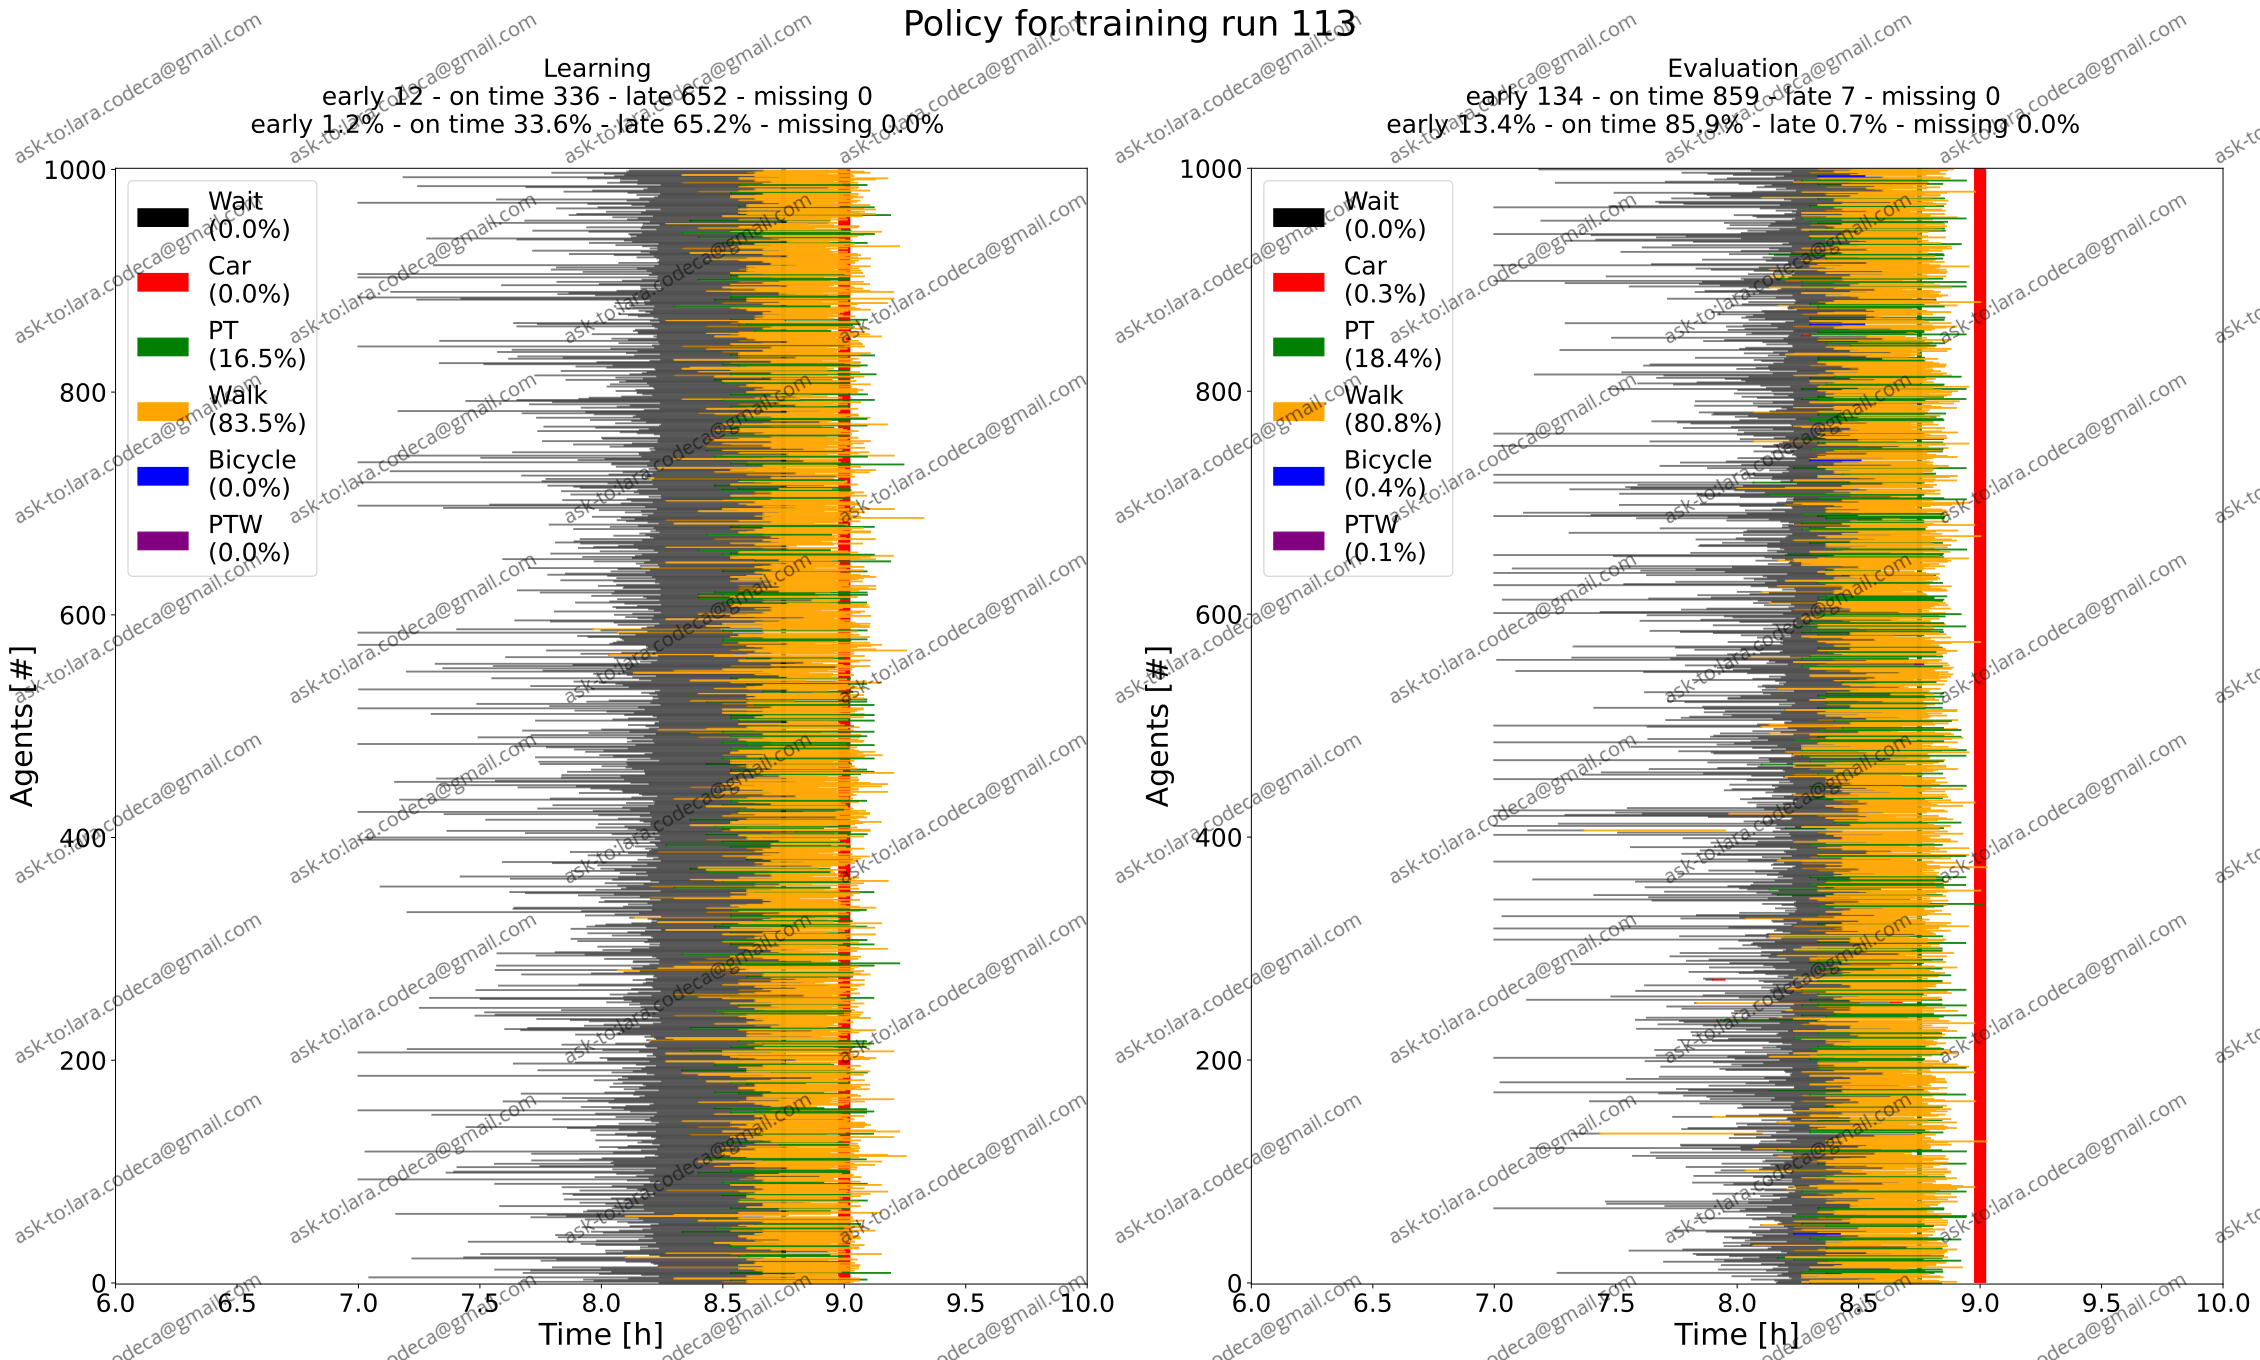 Policy for training run 113
Learning
early 12 - on time 336 - late 652 - missing 0
early 1.2% - on time 33.6% - late 65.2% - missing 0.0%
1000
800
600
400
200
0
Agents [#]
Wait
(0.0%)
Car
(0.0%)
PT
(16.5%)
Walk
(83.5%)
Bicycle
(0.0%)
PTW
(0.0%)
6.0 6.5 7.0 7.5 8.0 8.5 9.0 9.5 10.0
Time [h]
Evaluation
early 134 - on time 859 - late 7 - missing 0
early 13.4% - on time 85.9% - late 0.7% - missing 0.0%
1000
800
600
400
200
0
Agents [#]
Wait
(0.0%)
Car
(0.3%)
PT
(18.4%)
Walk
(80.8%)
Bicycle
(0.4%)
PTW
(0.1%)
6.0 6.5 7.0 7.5 8.0 8.5 9.0 9.5 10.0
Time [h]
ask-to:lara.codeca@gmail.com